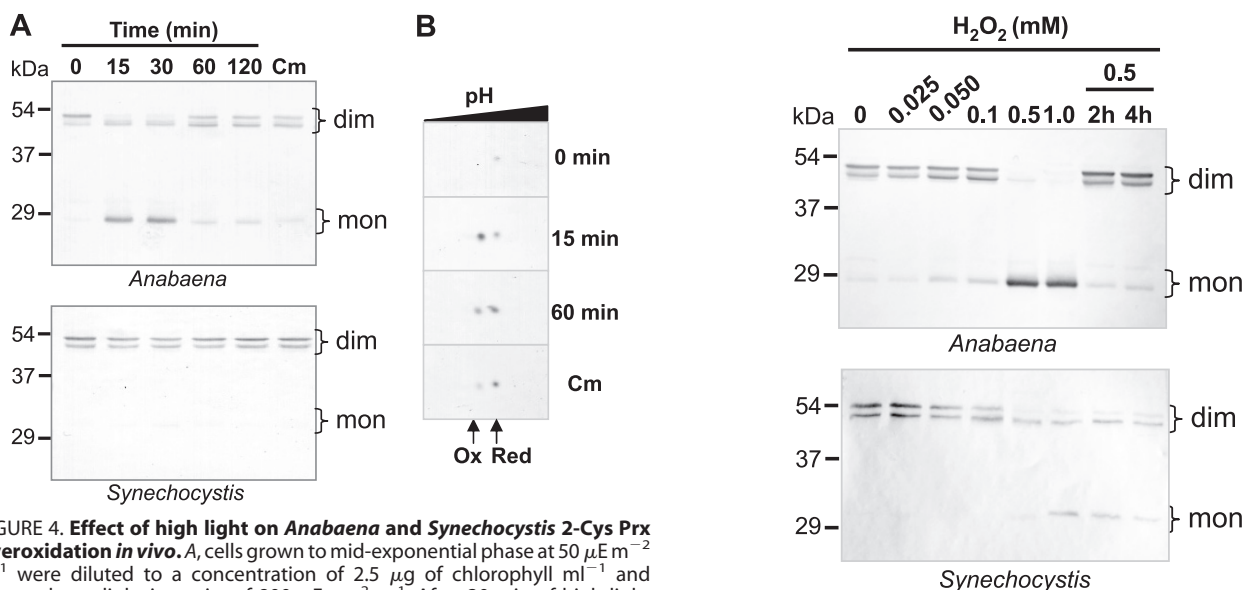 A
Time (min)
kDa 0 15 30 60 120 Cm
54
37
29
dim
mon
Anabaena
54
37
29
dim
mon
Synechocystis
B
pH
0 min
15 min
60 min
Cm
Ox Red
GURE 4. Effect of high light on Anabaena and Synechocystis 2-Cys Prx
eroxidation in vivo. A, cells grown to mid-exponential phase at 50 μE m−2
1 were diluted to a concentration of 2.5 μg of chlorophyll ml−1 and
H2O2 (mM)
0.5
kDa 0 0.025 0.050 0.1 0.5 1.0 2h 4h
54
37
29
dim
mon
Anabaena
54
37
29
dim
mon
Synechocystis